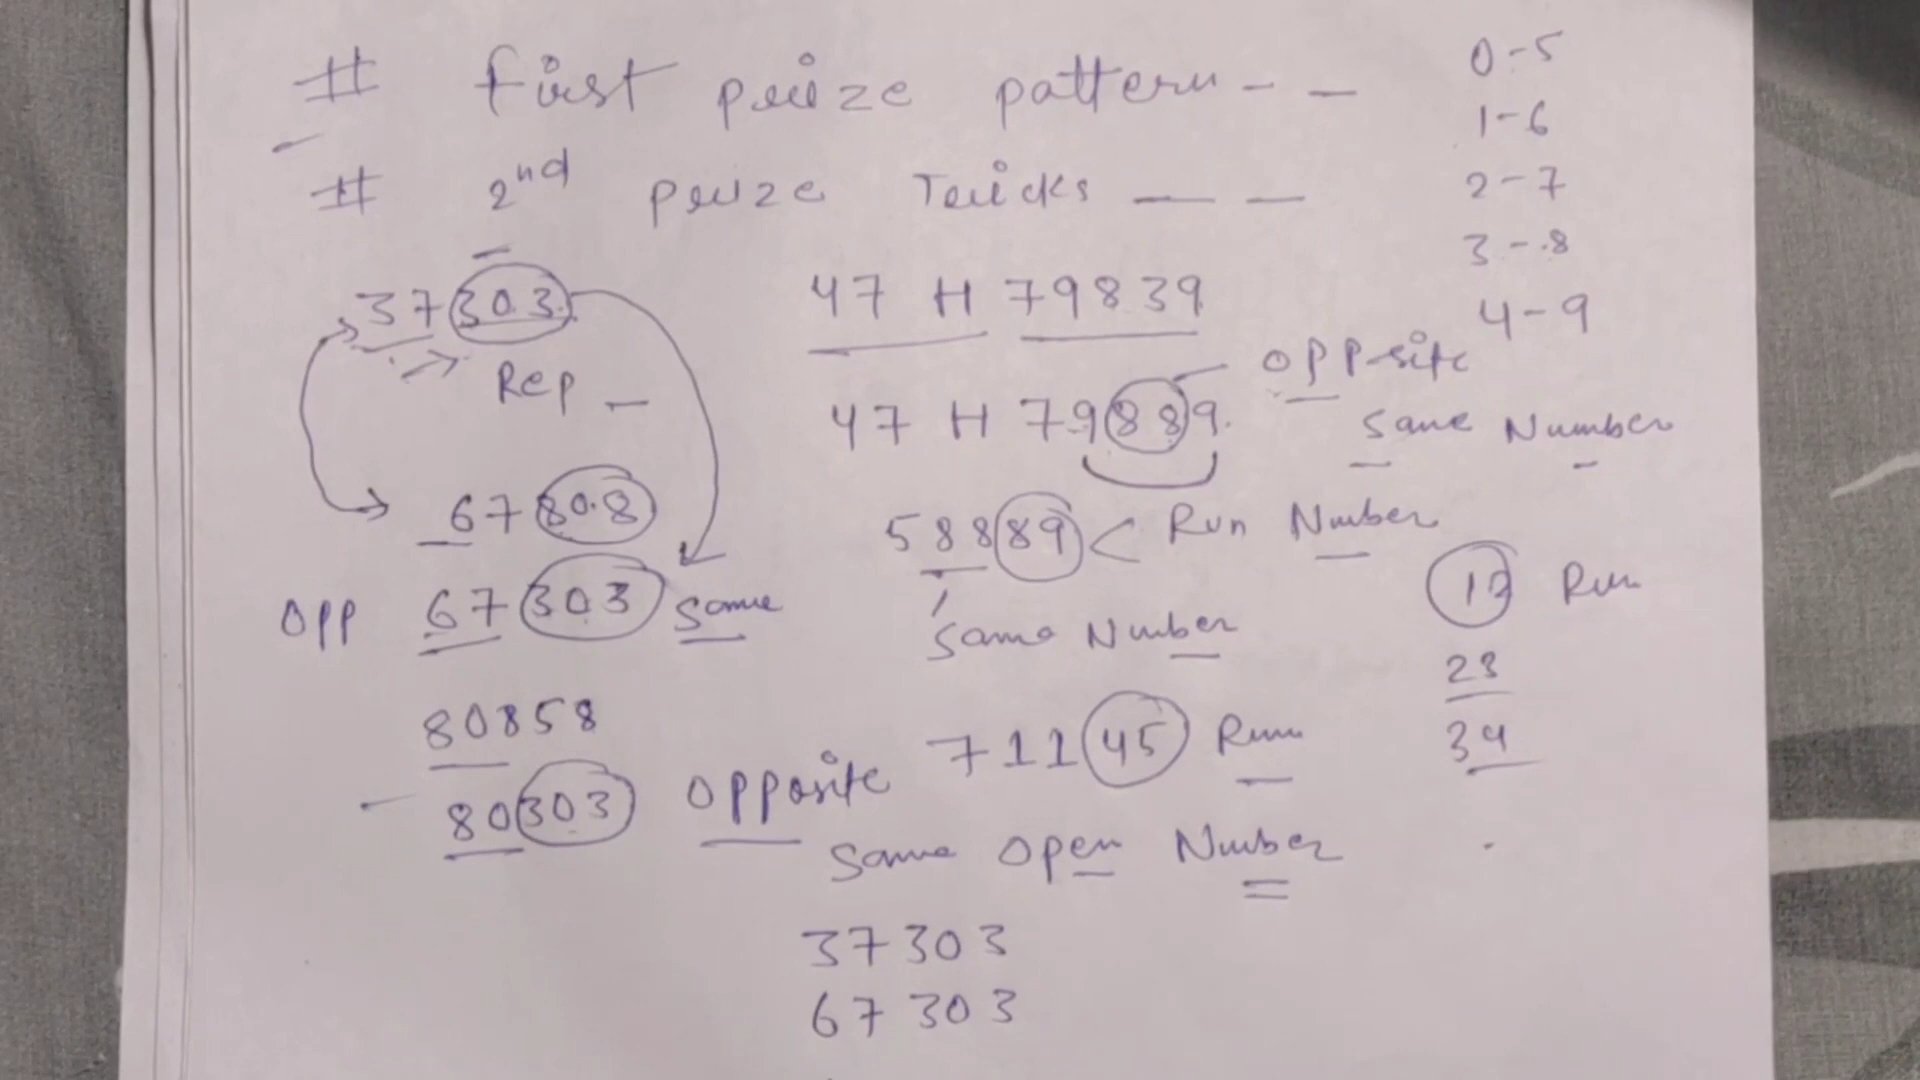 # First prize pattern - -
# 2nd prize Tricks - -
37303
Rep -
67808
Opp 67303 Same
80858
80303 Opposite
47 H 79839
47 H 79889 Opposite
Same Number
58889 < Run Number
Same Number
71145 Run
Same Open Number
37303
67303
0-5
1-6
2-7
3-8
4-9
12 Run
23
34